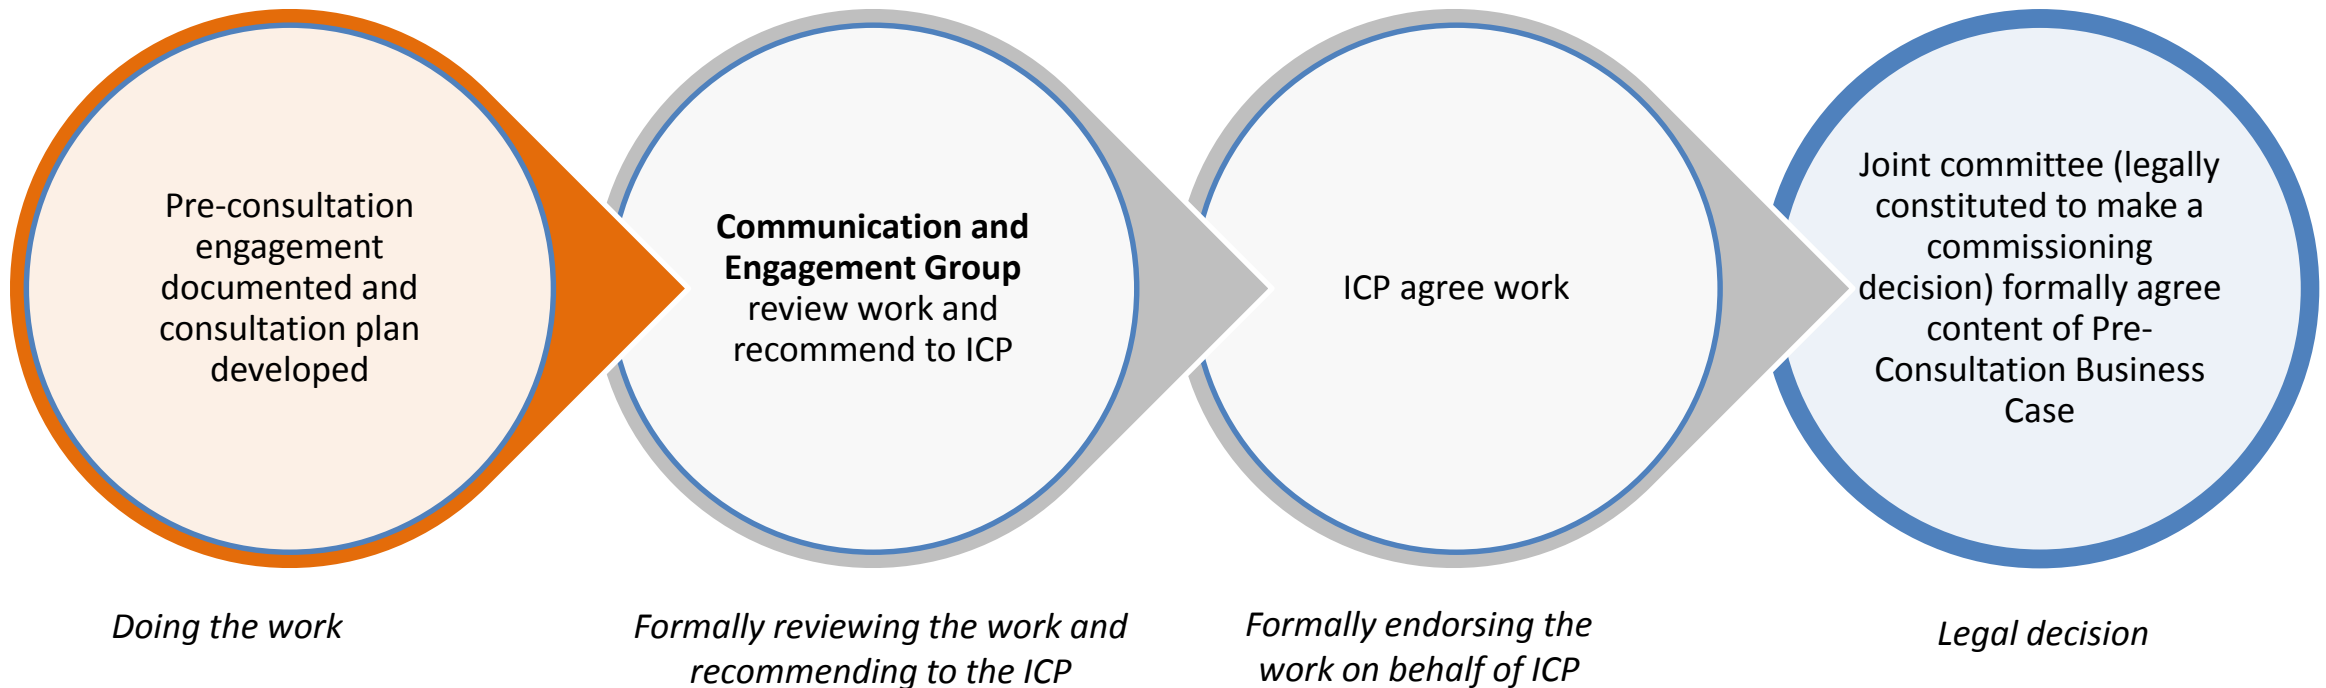 Pre-consultation
engagement
documented and
consultation plan
developed
Communication and
Engagement Group
review work and
recommend to ICP
ICP agree work
Joint committee (legally
constituted to make a
commissioning
decision) formally agree
content of Pre-
Consultation Business
Case
Doing the work
Formally reviewing the work and
recommending to the ICP
Formally endorsing the
work on behalf of ICP
Legal decision